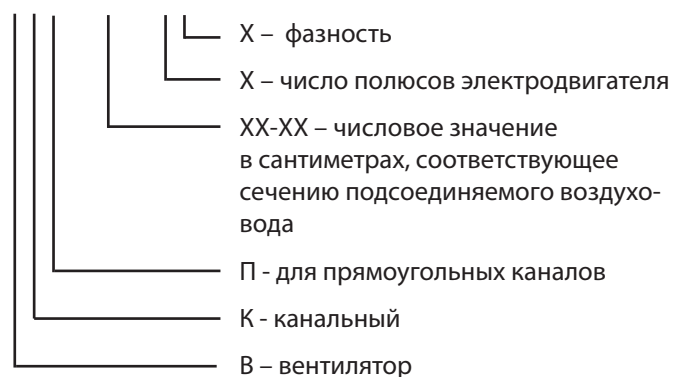 Х – фазность
Х – число полюсов электродвигателя
ХХ-ХХ – числовое значение
в сантиметрах, соответствующее
сечению подсоединяемого воздухо-
вода
П - для прямоугольных каналов
К - канальный
В – вентилятор